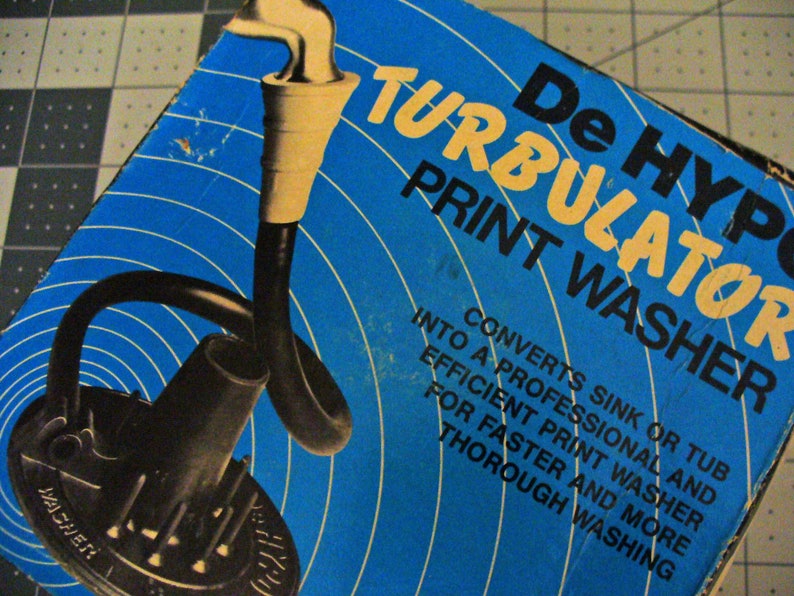 De HYPO
TURBULATOR
PRINT WASHER
CONVERTS SINK OR TUB
INTO A PROFESSIONAL AND
EFFICIENT PRINT WASHER
FOR FASTER AND MORE
THOROUGH WASHING
WASHER